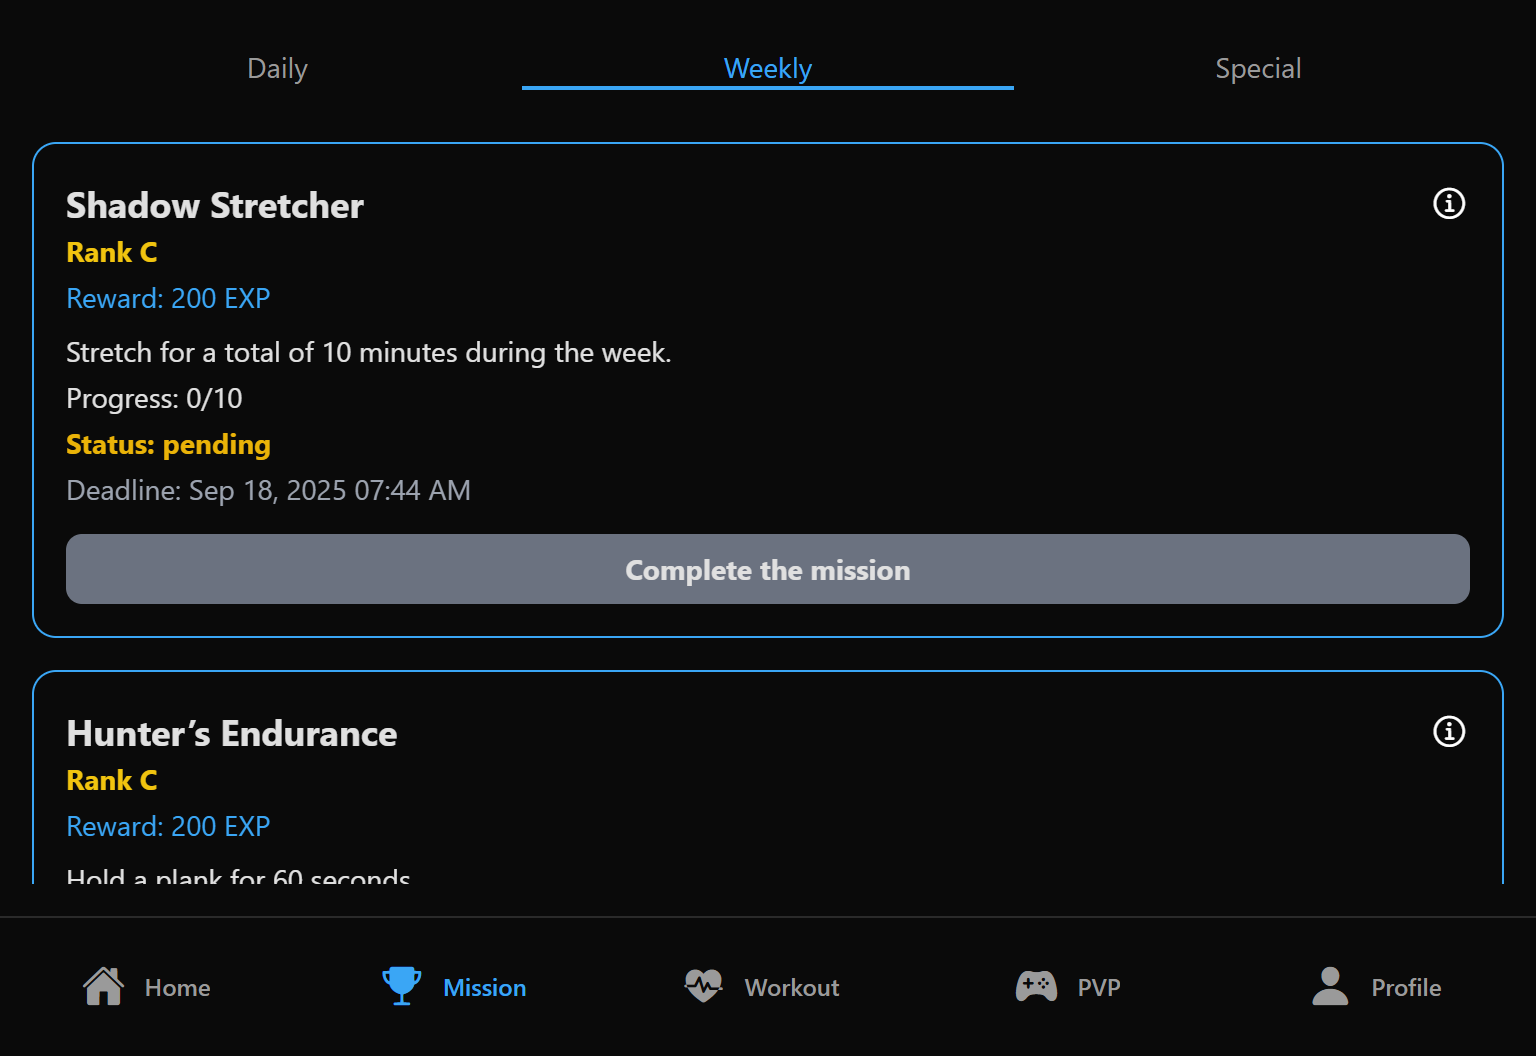 Daily
Weekly
Special
Shadow Stretcher
Rank C
Reward: 200 EXP
Stretch for a total of 10 minutes during the week.
Progress: 0/10
Status: pending
Deadline: Sep 18, 2025 07:44 AM
Complete the mission
Hunter’s Endurance
Rank C
Reward: 200 EXP
Hold a plank for 60 seconds
Home
Mission
Workout
PVP
Profile